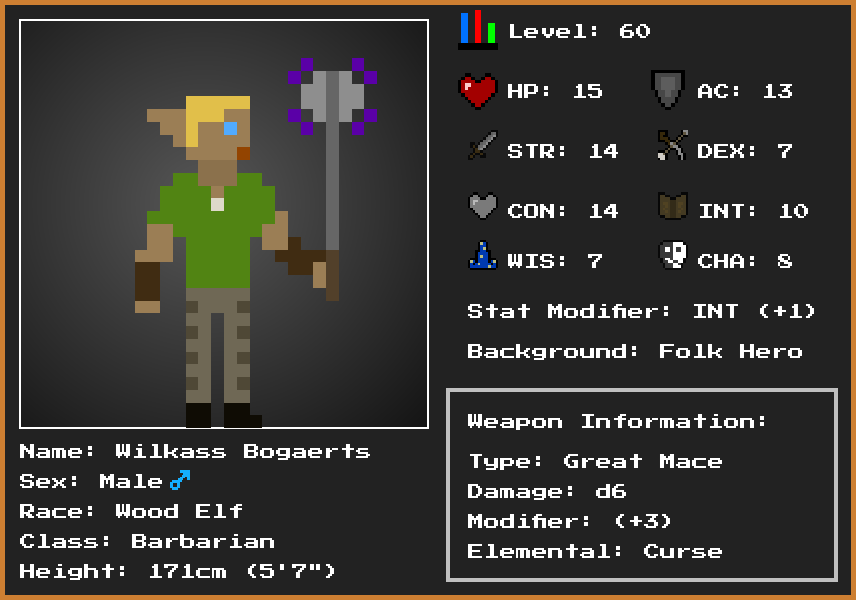 Level: 60
HP: 15
AC: 13
STR: 14
DEX: 7
CON: 14
INT: 10
WIS: 7
CHA: 8
Stat Modifier: INT (+1)
Background: Folk Hero
Weapon Information:
Type: Great Mace
Damage: d6
Modifier: (+3)
Elemental: Curse
Name: Wilkass Bogaerts
Sex: Male ♂
Race: Wood Elf
Class: Barbarian
Height: 171cm (5'7")